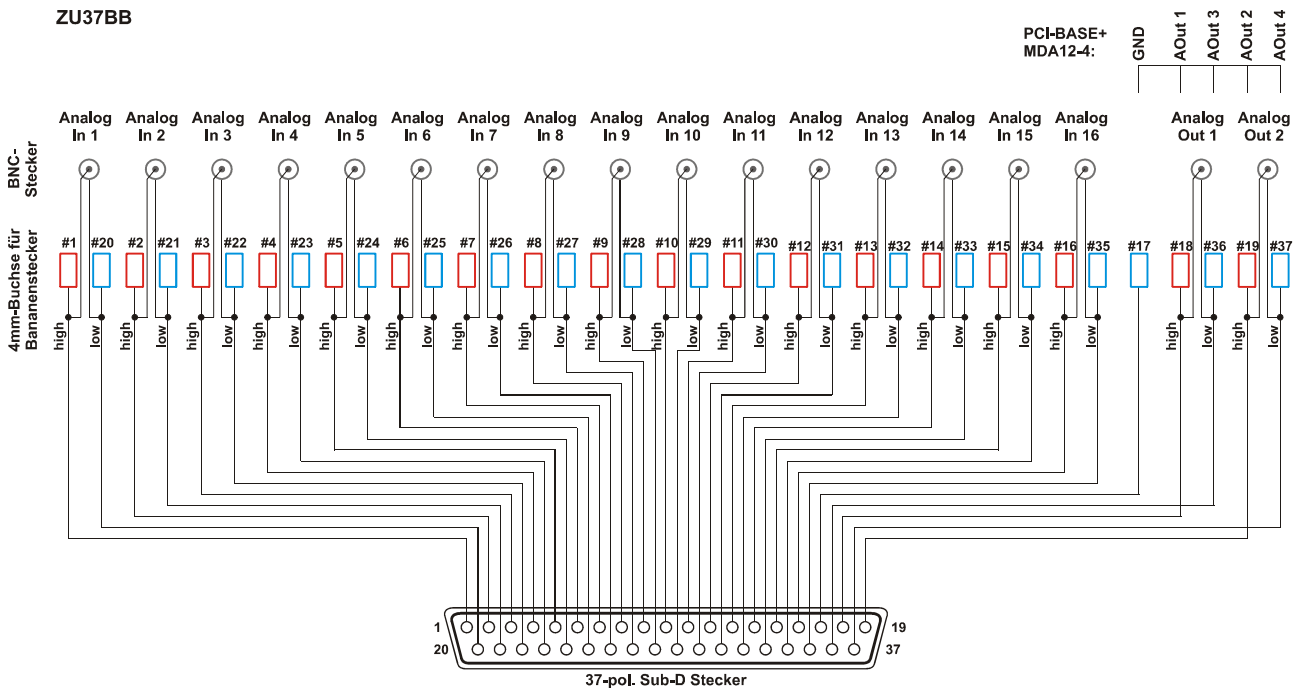 ZU37BB
PCI-BASE+
MDA12-4:
GND
AOut 1
AOut 3
AOut 2
AOut 4
Analog In 1
Analog In 2
Analog In 3
Analog In 4
Analog In 5
Analog In 6
Analog In 7
Analog In 8
Analog In 9
Analog In 10
Analog In 11
Analog In 12
Analog In 13
Analog In 14
Analog In 15
Analog In 16
Analog Out 1
Analog Out 2
BNC-
Stecker
4mm-Buchse für
Bananenstecker
#1 #20 #2 #21 #3 #22 #4 #23 #5 #24 #6 #25 #7 #26 #8 #27 #9 #28 #10 #29 #11 #30 #12 #31 #13 #32 #14 #33 #15 #34 #16 #35 #17 #18 #36 #19 #37
high low high low high low high low high low high low high low high low high low high low high low high low high low high low high low high low high low high low
1 19
20 37
37-pol. Sub-D Stecker